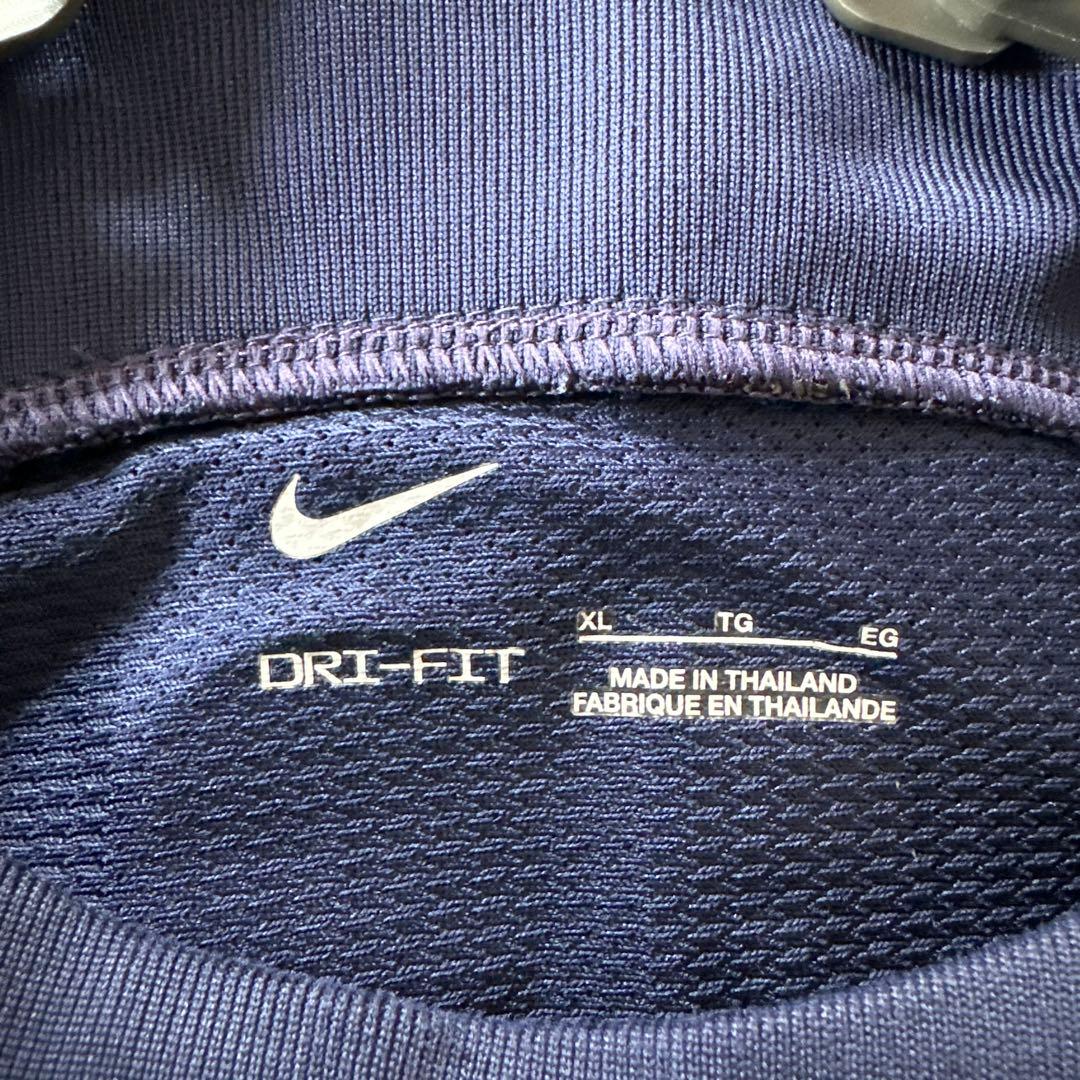 DRI-FIT
XL TG EG
MADE IN THAILAND
FABRIQUE EN THAILANDE